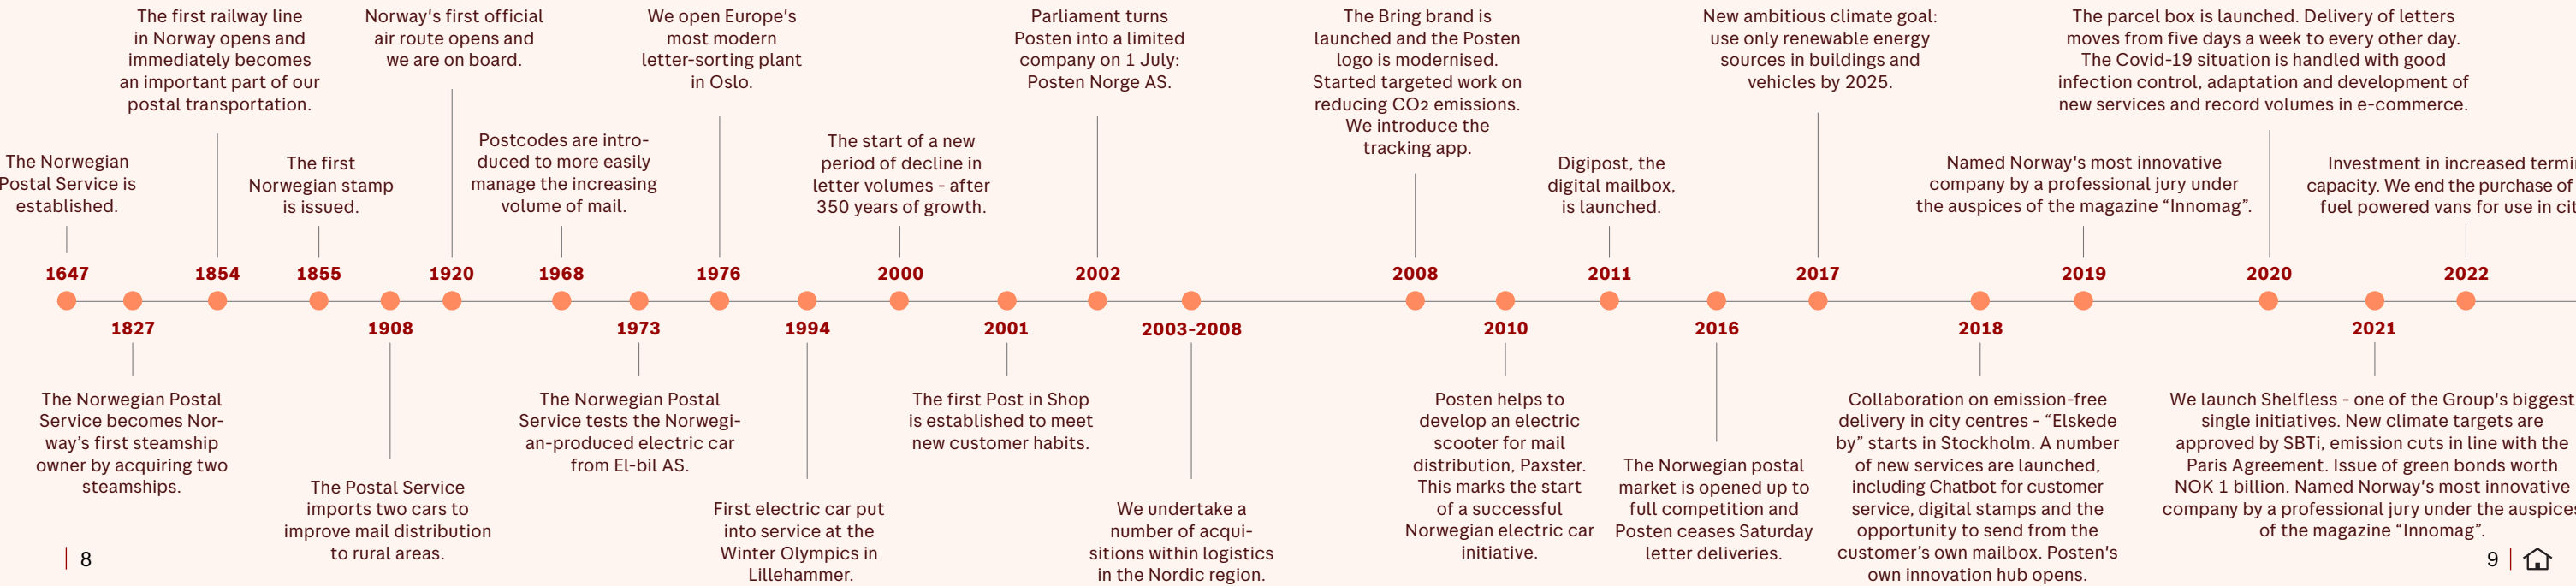 The first railway line
in Norway opens and
immediately becomes
an important part of our
postal transportation.
Norway's first official
air route opens and
we are on board.
We open Europe's
most modern
letter-sorting plant
in Oslo.
Parliament turns
Posten into a limited
company on 1 July:
Posten Norge AS.
The Bring brand is
launched and the Posten
logo is modernised.
Started targeted work on
reducing CO2 emissions.
We introduce the
tracking app.
New ambitious climate goal:
use only renewable energy
sources in buildings and
vehicles by 2025.
The parcel box is launched. Delivery of letters
moves from five days a week to every other day.
The Covid-19 situation is handled with good
infection control, adaptation and development of
new services and record volumes in e-commerce.
The Norwegian
Postal Service is
established.
The first
Norwegian stamp
is issued.
Postcodes are intro-
duced to more easily
manage the increasing
volume of mail.
The start of a new
period of decline in
letter volumes - after
350 years of growth.
Digipost, the
digital mailbox,
is launched.
Named Norway's most innovative
company by a professional jury under
the auspices of the magazine “Innomag”.
Investment in increased
capacity. We end the purchase of
fuel powered vans for use in
1647
1854
1855
1920
1968
1976
2000
2002
2008
2011
2017
2019
2020
2022
1827
1908
1973
1994
2001
2003-2008
2010
2016
2018
2021
The Norwegian Postal
Service becomes Nor-
way’s first steamship
owner by acquiring two
steamships.
The Postal Service
imports two cars to
improve mail distribution
to rural areas.
The Norwegian Postal
Service tests the Norwegi-
an-produced electric car
from El-bil AS.
First electric car put
into service at the
Winter Olympics in
Lillehammer.
The first Post in Shop
is established to meet
new customer habits.
We undertake a
number of acqui-
sitions within logistics
in the Nordic region.
Posten helps to
develop an electric
scooter for mail
distribution, Paxster.
This marks the start
of a successful
Norwegian electric car
initiative.
The Norwegian postal
market is opened up to
full competition and
Posten ceases Saturday
letter deliveries.
Collaboration on emission-free
delivery in city centres - “Elskede
by” starts in Stockholm. A number
of new services are launched,
including Chatbot for customer
service, digital stamps and the
opportunity to send from the
customer’s own mailbox. Posten's
own innovation hub opens.
We launch Shelfless - one of the Group's biggest
single initiatives. New climate targets are
approved by SBTi, emission cuts in line with the
Paris Agreement. Issue of green bonds worth
NOK 1 billion. Named Norway's most innovative
company by a professional jury under the auspices
of the magazine “Innomag”.
8
9